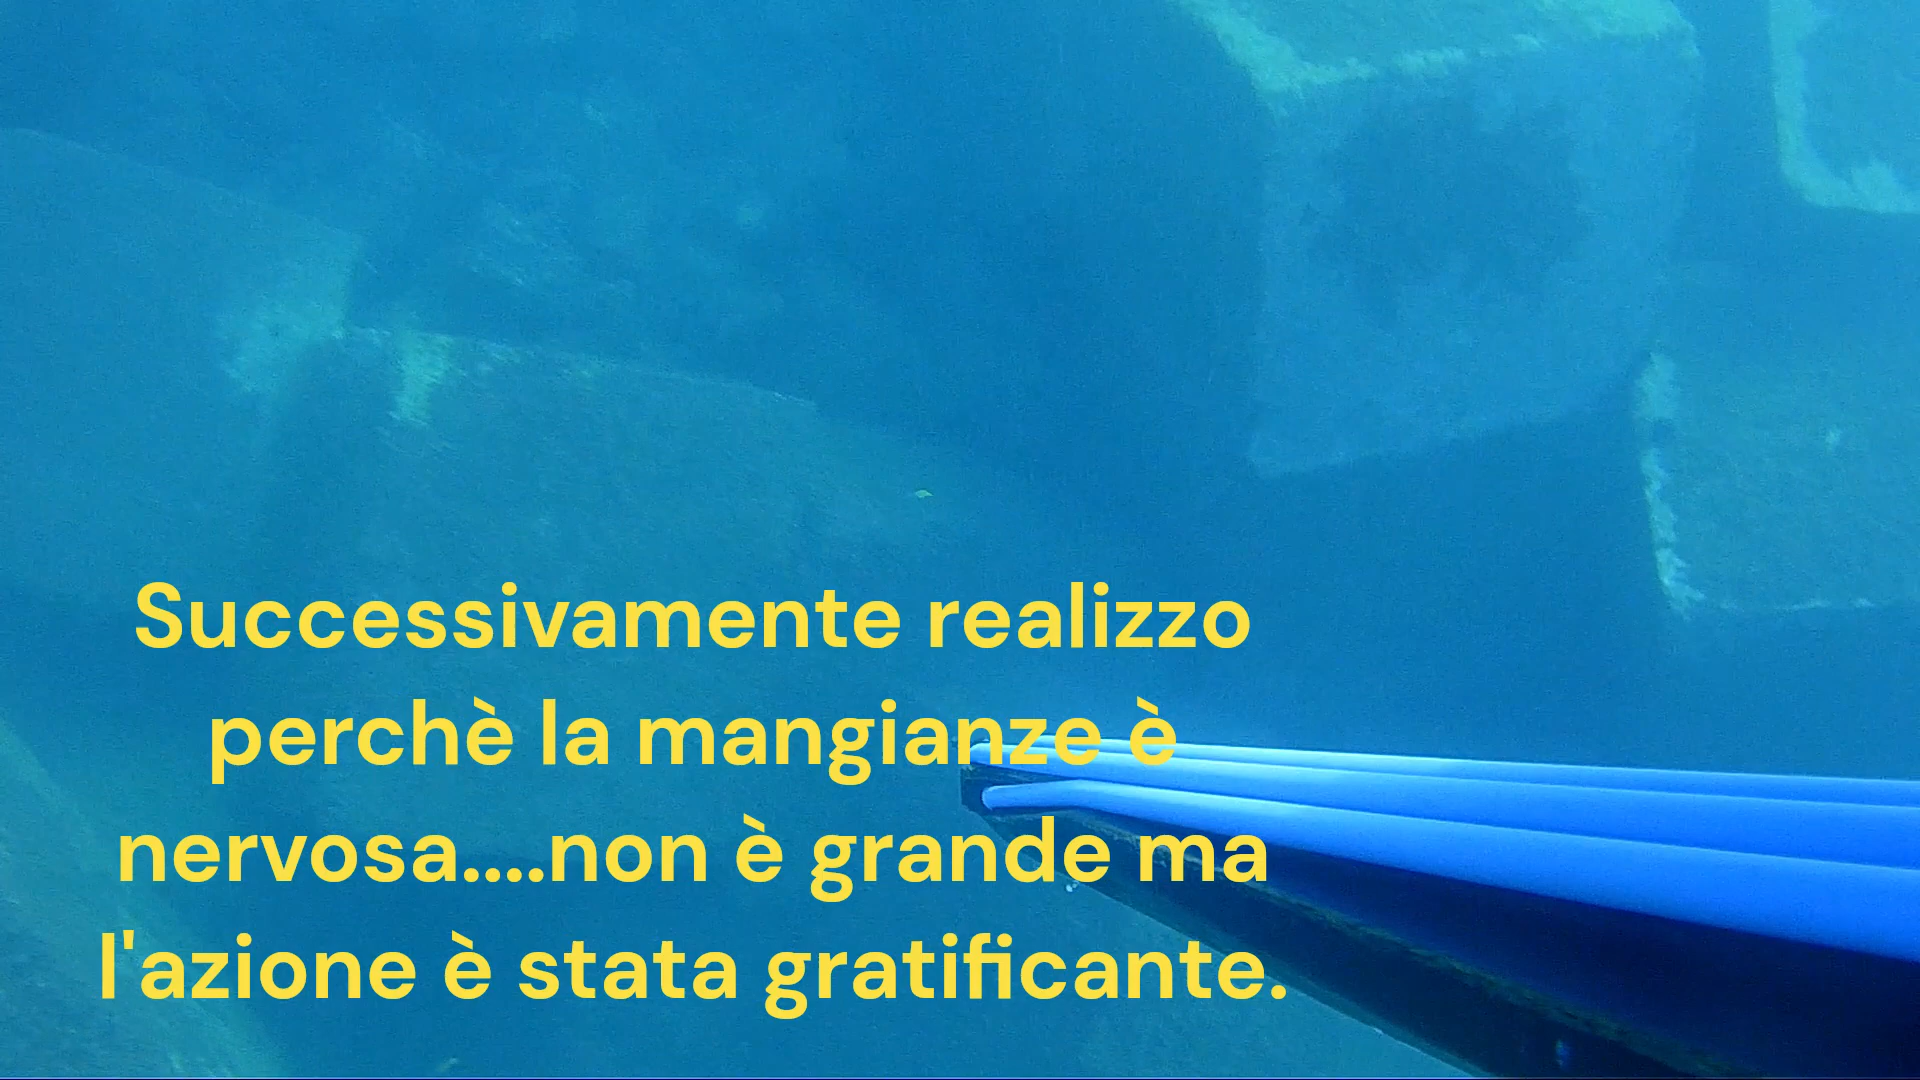 Successivamente realizzo
perchè la mangianze è
nervosa....non è grande ma
l'azione è stata gratificante.